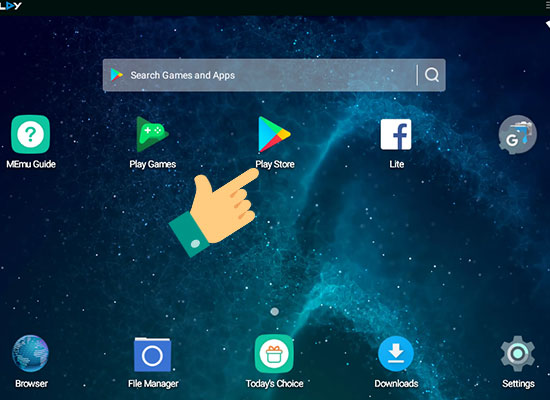 Search Games and Apps
MEmu Guide
Play Games
Play Store
Lite
G
Browser
File Manager
Today's Choice
Downloads
Settings